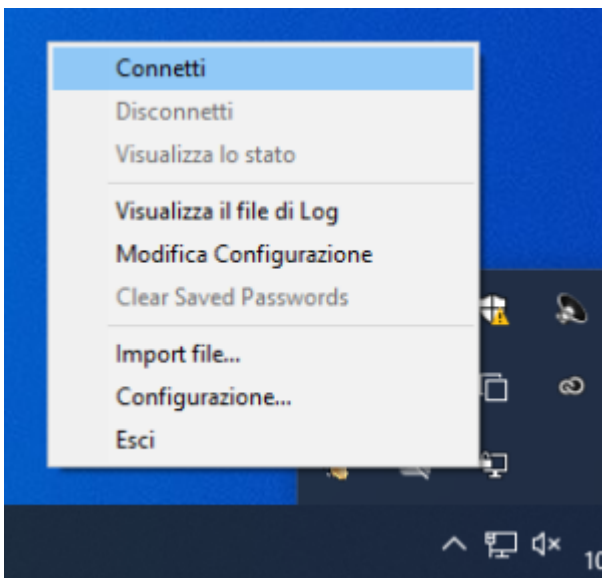 Connetti
Disconnetti
Visualizza lo stato
Visualizza il file di Log
Modifica Configurazione
Clear Saved Passwords
Import file...
Configurazione...
Esci
10